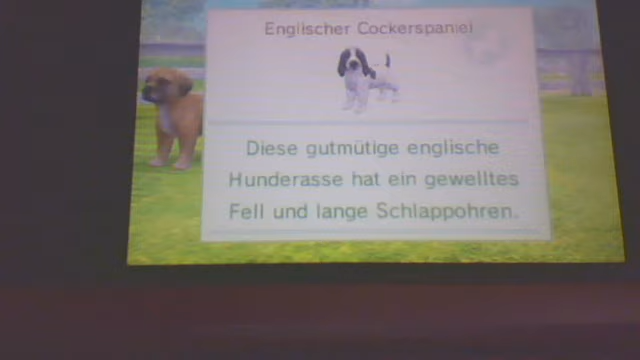 Englischer Cockerspaniel
Diese gutmütige englische
Hunderasse hat ein gewelltes
Fell und lange Schlappohren.